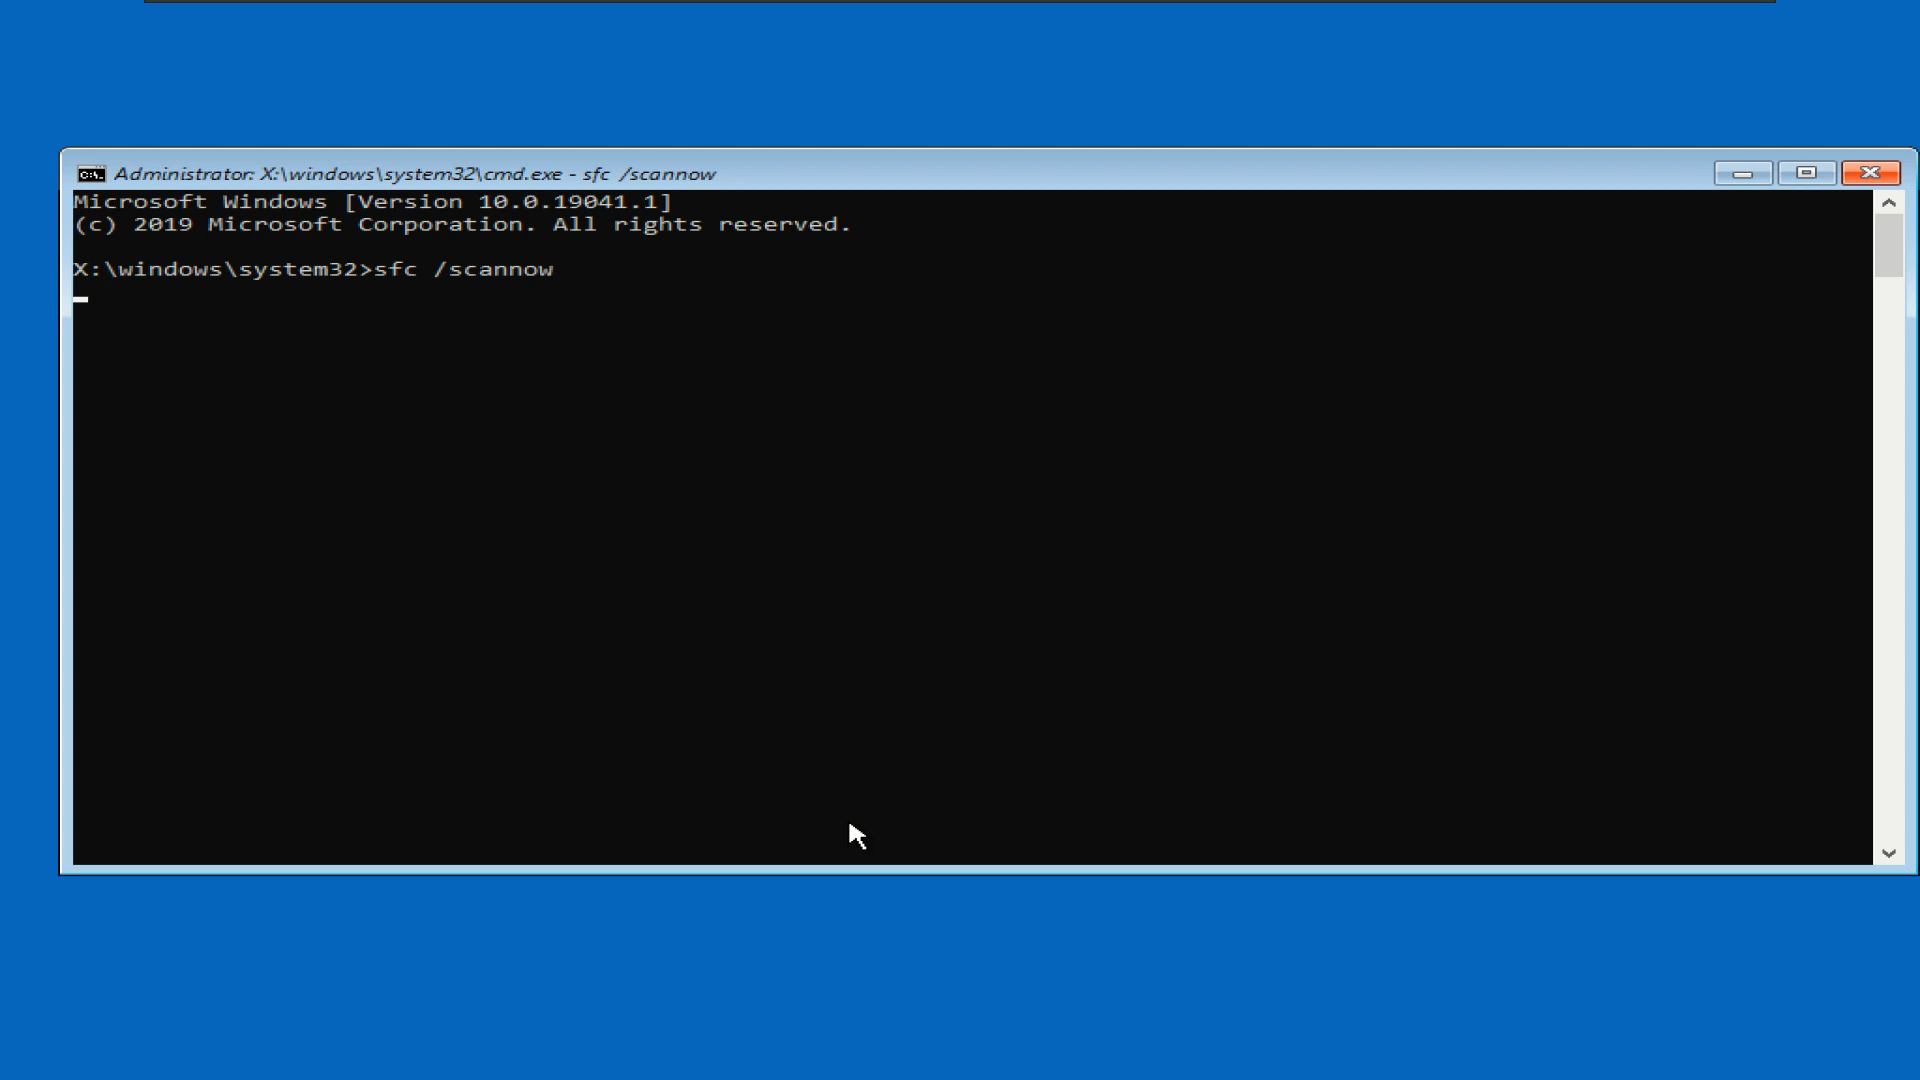 Administrator: X:\windows\system32\cmd.exe - sfc /scannow
Microsoft Windows [Version 10.0.19041.1]
(c) 2019 Microsoft Corporation. All rights reserved.
X:\windows\system32>sfc /scannow